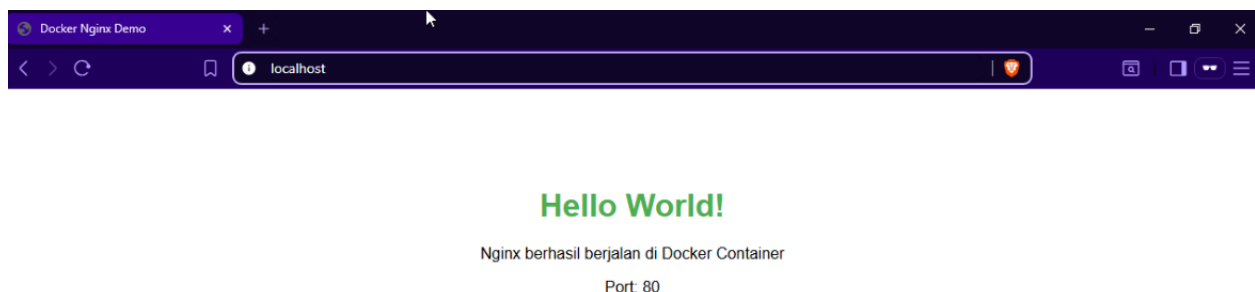 Docker Nginx Demo
localhost
Hello World!
Nginx berhasil berjalan di Docker Container
Port: 80